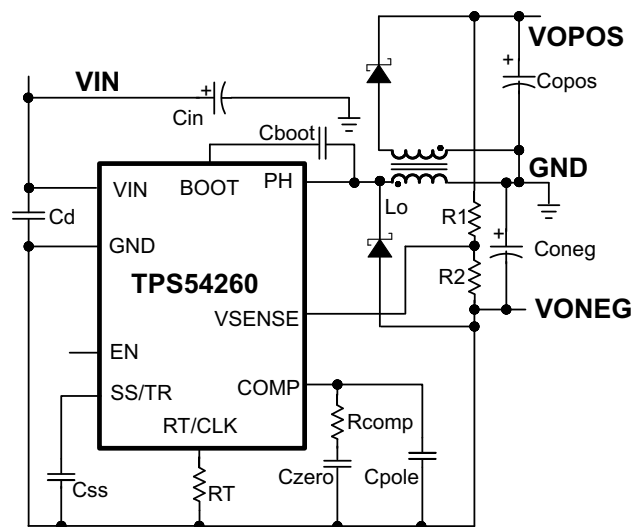 VOPOS
VIN
+
Cin
+
Copos
Cboot
GND
VIN
BOOT
PH
Lo
R1
Cd
GND
+
Coneg
TPS54260
R2
VSENSE
VONEG
EN
SS/TR
COMP
RT/CLK
Rcomp
Css
RT
Czero
Cpole